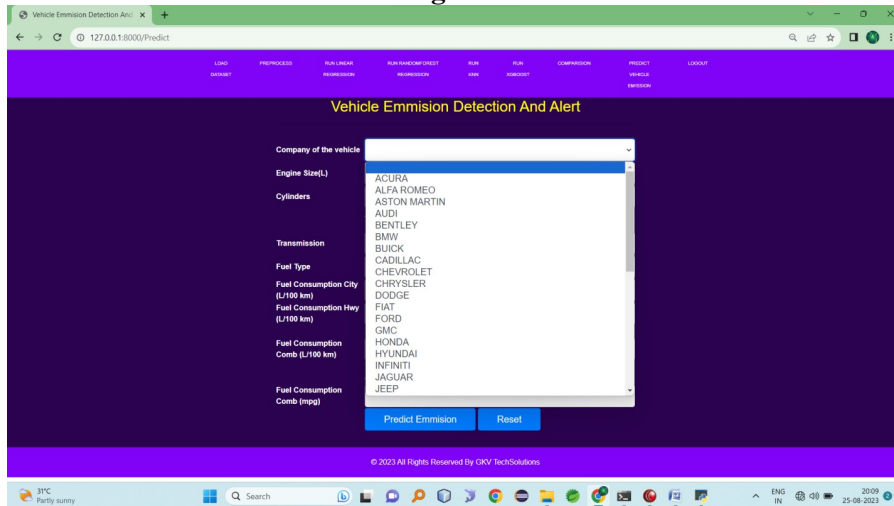 Vehicle Emmision Detection And
127.0.0.1:8000/Predict
LOAD DATASET
PREPROCESS
RUN LINEAR REGRESSION
RUN RANDOMFOREST REGRESSION
RUN KNN
RUN XGBOOST
COMPARISION
PREDICT VEHICLE EMISSION
LOGOUT
Vehicle Emmision Detection And Alert
Company of the vehicle
Engine Size(L)
Cylinders
Transmission
Fuel Type
Fuel Consumption City
(L/100 km)
Fuel Consumption Hwy
(L/100 km)
Fuel Consumption
Comb (L/100 km)
Fuel Consumption
Comb (mpg)
ACURA
ALFA ROMEO
ASTON MARTIN
AUDI
BENTLEY
BMW
BUICK
CADILLAC
CHEVROLET
CHRYSLER
DODGE
FIAT
FORD
GMC
HONDA
HYUNDAI
INFINITI
JAGUAR
JEEP
Predict Emmision
Reset
© 2023 All Rights Reserved By GKV TechSolutions
31°C
Partly sunny
Search
ENG
IN
20:09
25-08-2023